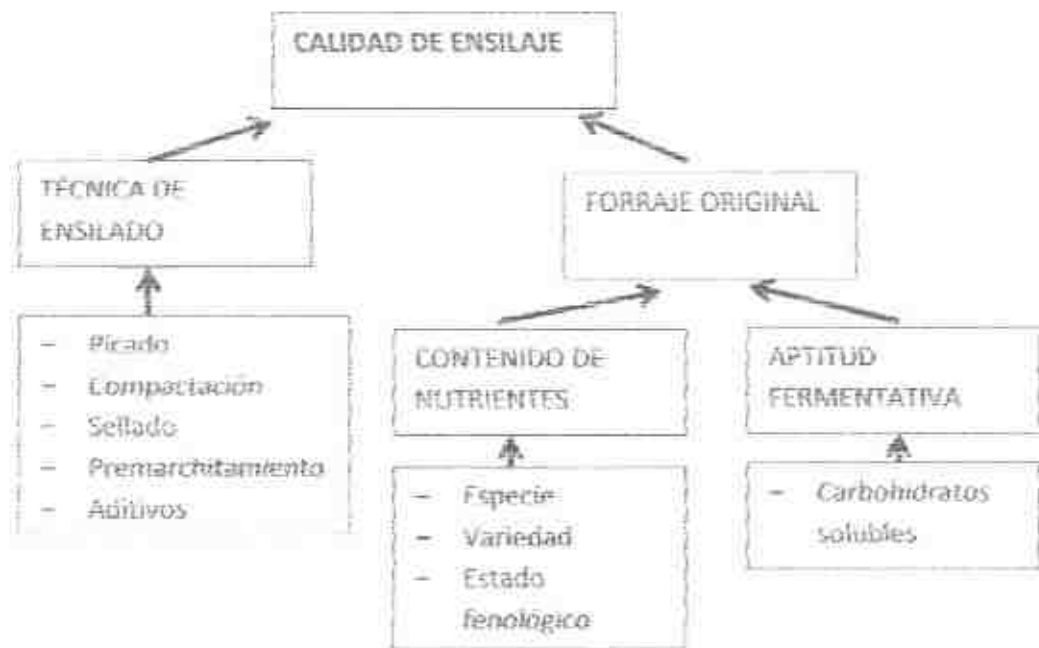 CALIDAD DE ENSILAJE
TÉCNICA DE
ENSILADO
FORRAJE ORIGINAL
- Picado
- Compactación
- Sellado
- Premarchitamiento
- Aditivos
CONTENIDO DE
NUTRIENTES
APTITUD
FERMENTATIVA
- Especie
- Variedad
- Estado
fenológico
- Carbohidratos
solubles